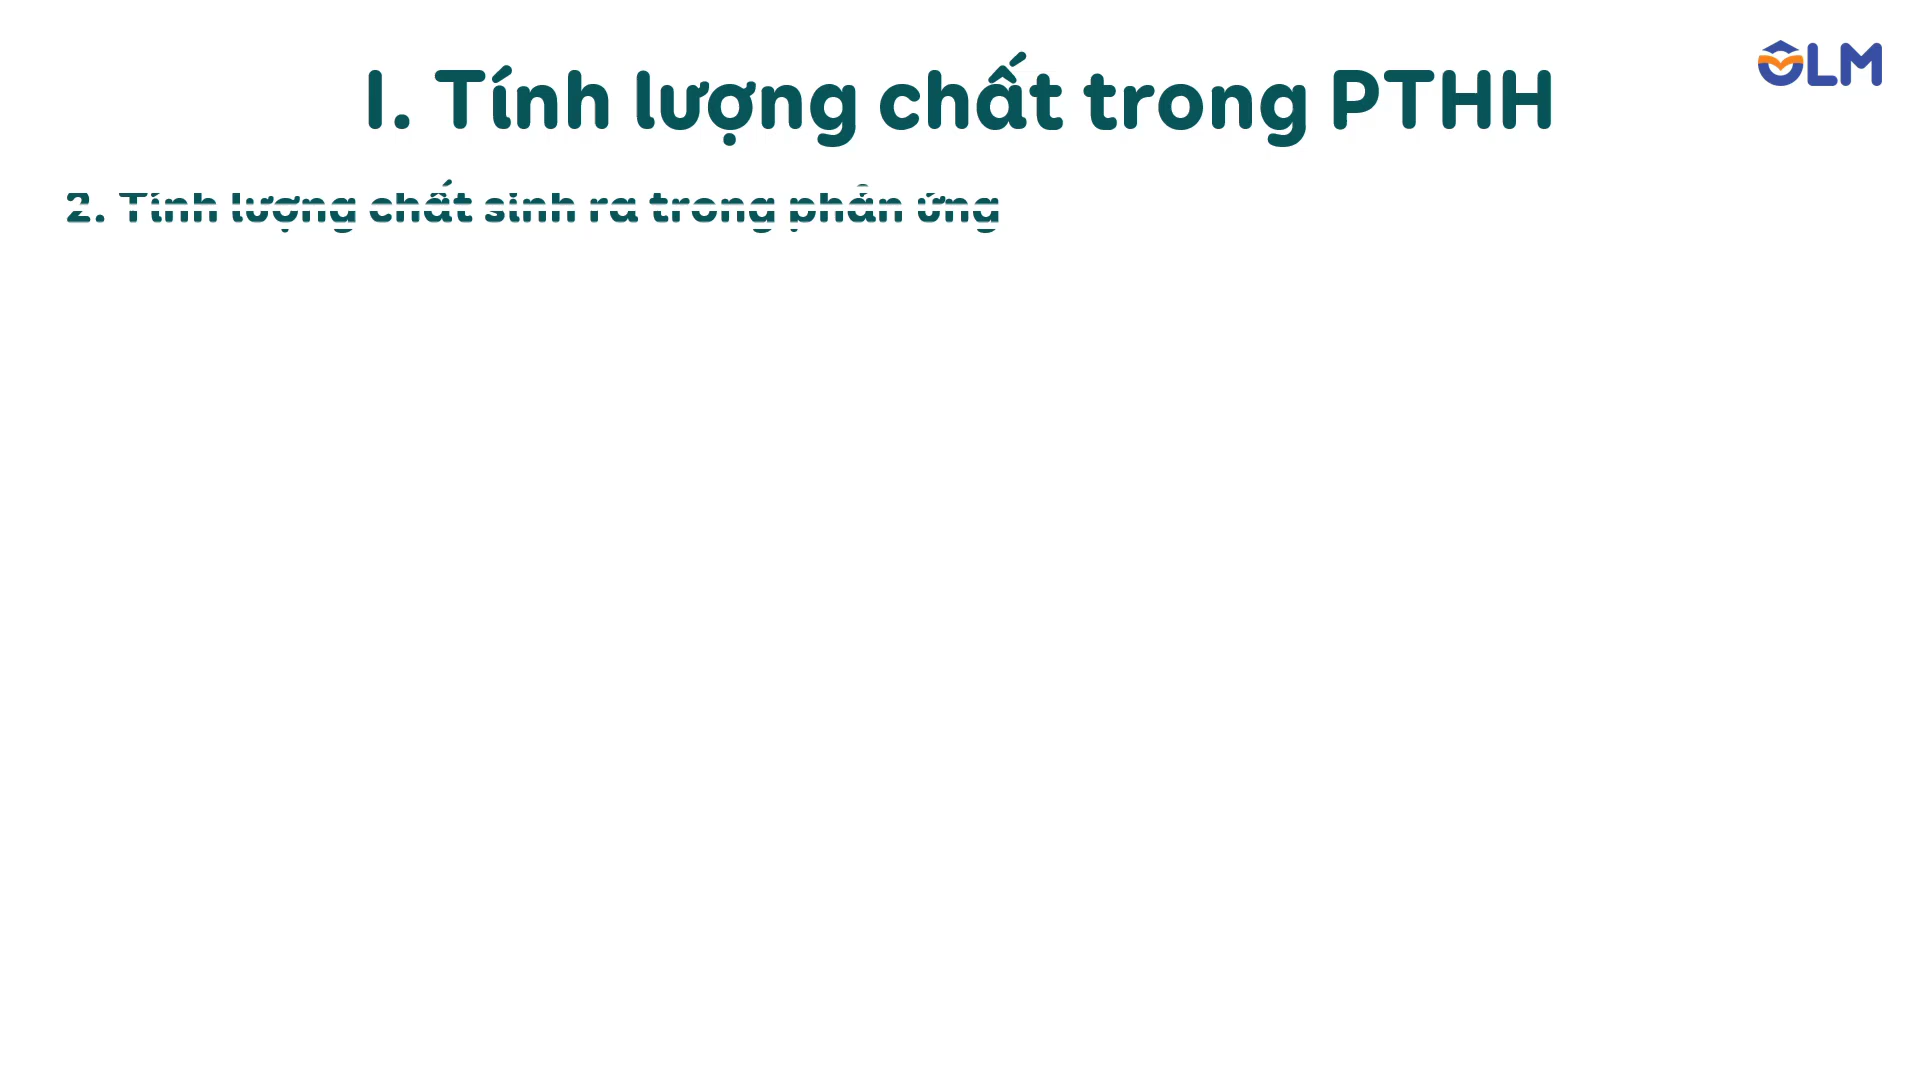 I. Tính lượng chất trong PTHH
OLM
2. Tính lượng chất sinh ra trong phản ứng